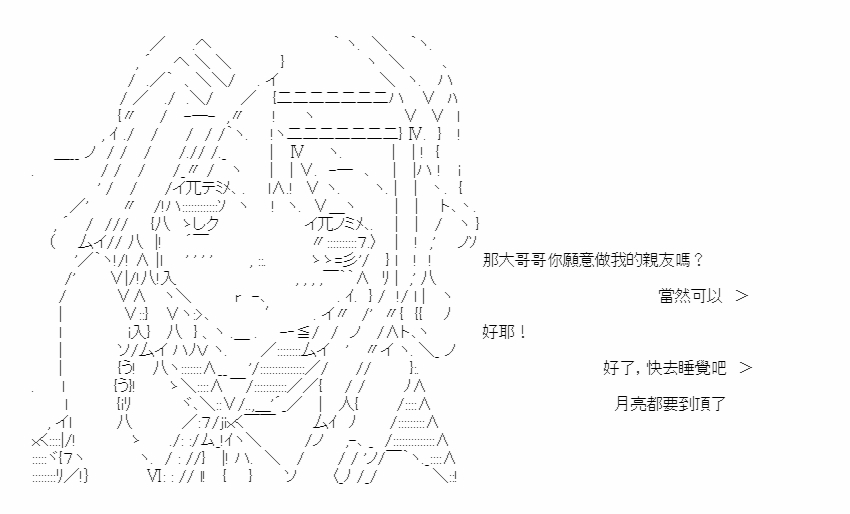 那大哥哥你願意做我的親友嗎？
當然可以　＞
好耶！
好了，快去睡覺吧　＞
月亮都要到頂了